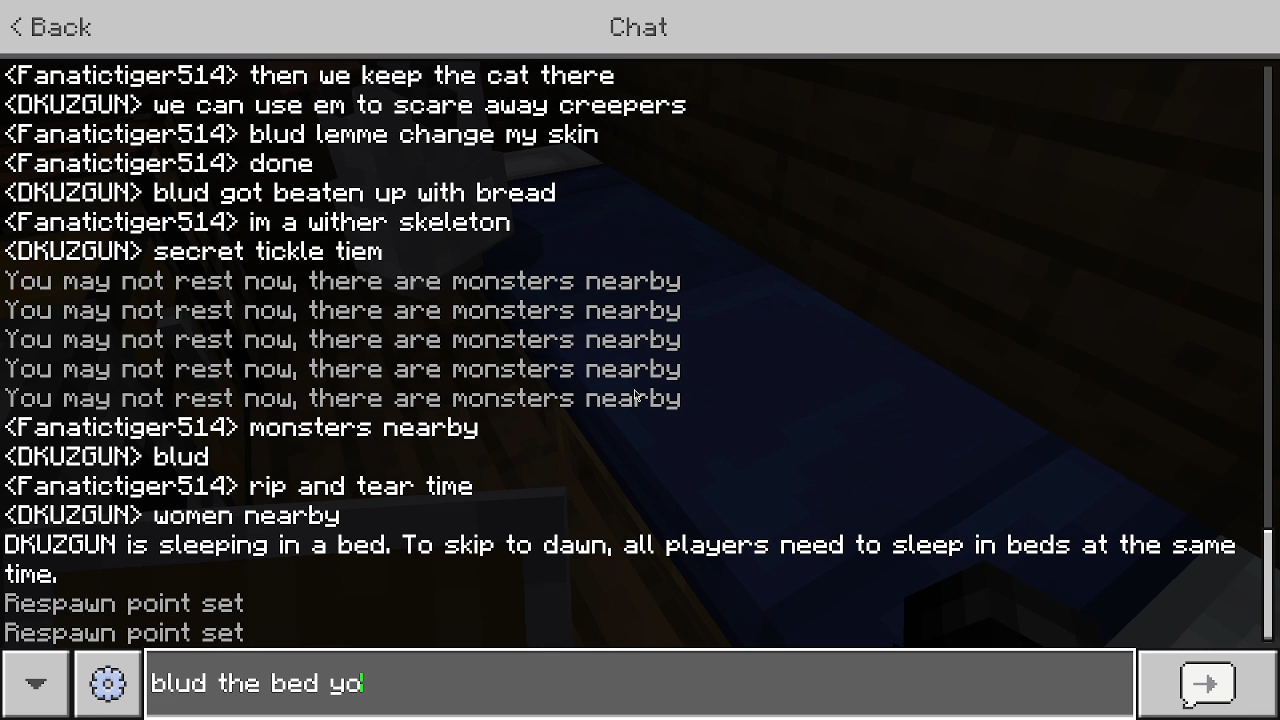 < Back
Chat
<Fanatictiger514> then we keep the cat there
<DKUZGUN> we can use em to scare away creepers
<Fanatictiger514> blud lemme change my skin
<Fanatictiger514> done
<DKUZGUN> blud got beaten up with bread
<Fanatictiger514> im a wither skeleton
<DKUZGUN> secret tickle tiem
You may not rest now, there are monsters nearby
You may not rest now, there are monsters nearby
You may not rest now, there are monsters nearby
You may not rest now, there are monsters nearby
You may not rest now, there are monsters nearby
<Fanatictiger514> monsters nearby
<DKUZGUN> blud
<Fanatictiger514> rip and tear time
<DKUZGUN> women nearby
DKUZGUN is sleeping in a bed. To skip to dawn, all players need to sleep in beds at the same
time.
Respawn point set
Respawn point set
blud the bed yo